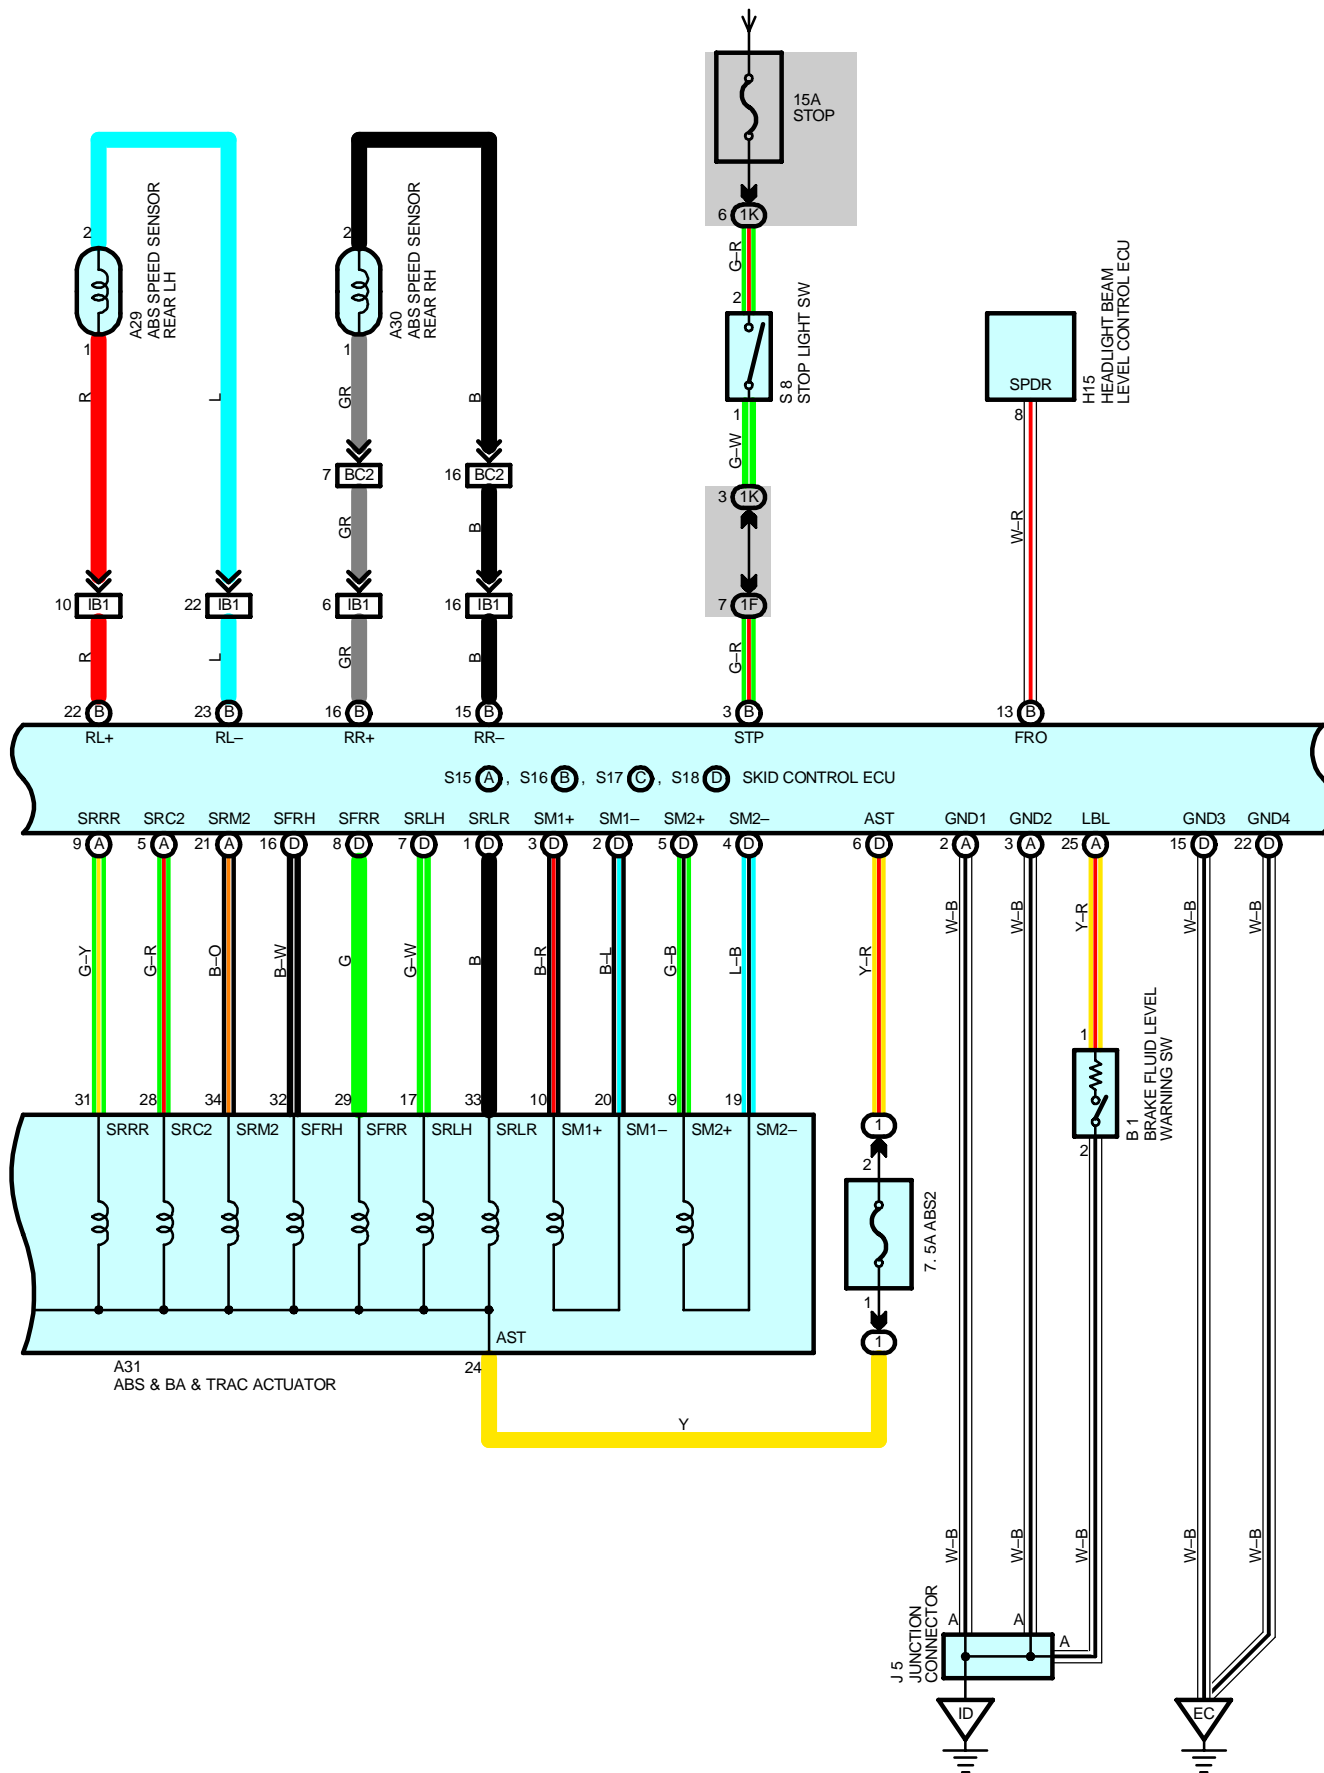 15A
STOP
6 1K
G–R
2
S 8
STOP LIGHT SW
1
G–W
3 1K
7 1F
G–R
2
A29
ABS SPEED SENSOR
REAR LH
1
R
L
10 IB1
22 IB1
R
L
2
A30
ABS SPEED SENSOR
REAR RH
1
GR
B
7 BC2
16 BC2
GR
B
6 IB1
16 IB1
GR
B
SPDR
H15
HEADLIGHT BEAM
LEVEL CONTROL ECU
8
W–R
22 B
23 B
16 B
15 B
3 B
13 B
RL+
RL–
RR+
RR–
STP
FRO
S15 A , S16 B , S17 C , S18 D SKID CONTROL ECU
SRRR
SRC2
SRM2
SFRH
SFRR
SRLH
SRLR
SM1+
SM1–
SM2+
SM2–
AST
GND1
GND2
LBL
GND3
GND4
9 A
5 A
21 A
16 D
8 D
7 D
1 D
3 D
2 D
5 D
4 D
6 D
2 A
3 A
25 A
15 D
22 D
G–Y
G–R
B–O
B–W
G
G–W
B
B–R
B–L
G–B
L–B
Y–R
W–B
W–B
Y–R
W–B
W–B
1
B 1
BRAKE FLUID LEVEL
WARNING SW
2
31
28
34
32
29
17
33
10
20
9
19
SRRR
SRC2
SRM2
SFRH
SFRR
SRLH
SRLR
SM1+
SM1–
SM2+
SM2–
1
2
7. 5A ABS2
1
1
AST
24
A31
ABS & BA & TRAC ACTUATOR
Y
W–B
W–B
W–B
W–B
W–B
J 5
JUNCTION
CONNECTOR
A
A
A
ID
EC